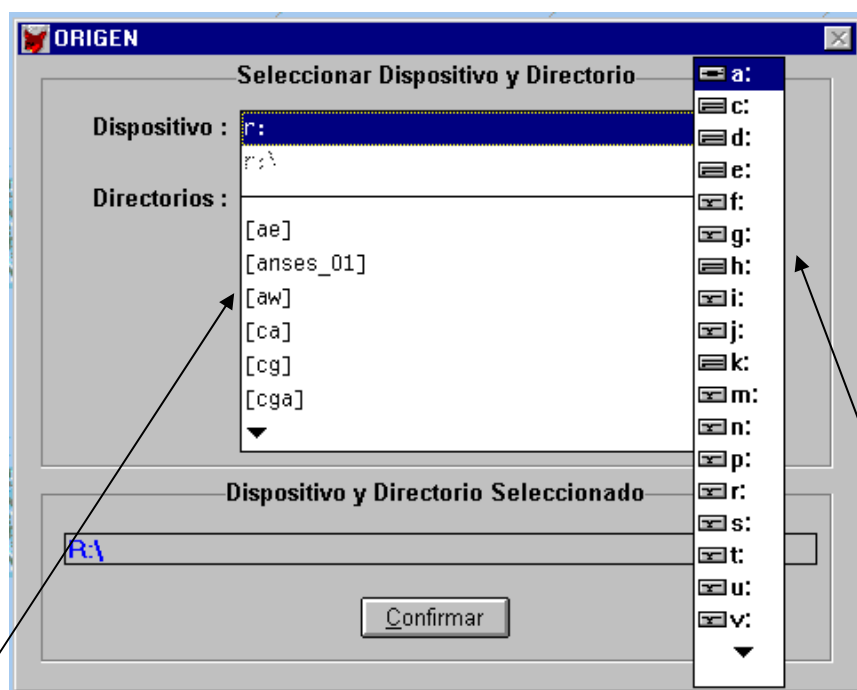 ORIGEN
Seleccionar Dispositivo y Directorio
Dispositivo :
r:
r:\
Directorios :
[ae]
[anses_01]
[aw]
[ca]
[cg]
[cga]
a:
c:
d:
e:
f:
g:
h:
i:
j:
k:
m:
n:
p:
r:
s:
t:
u:
v:
Dispositivo y Directorio Seleccionado
R:\
Confirmar